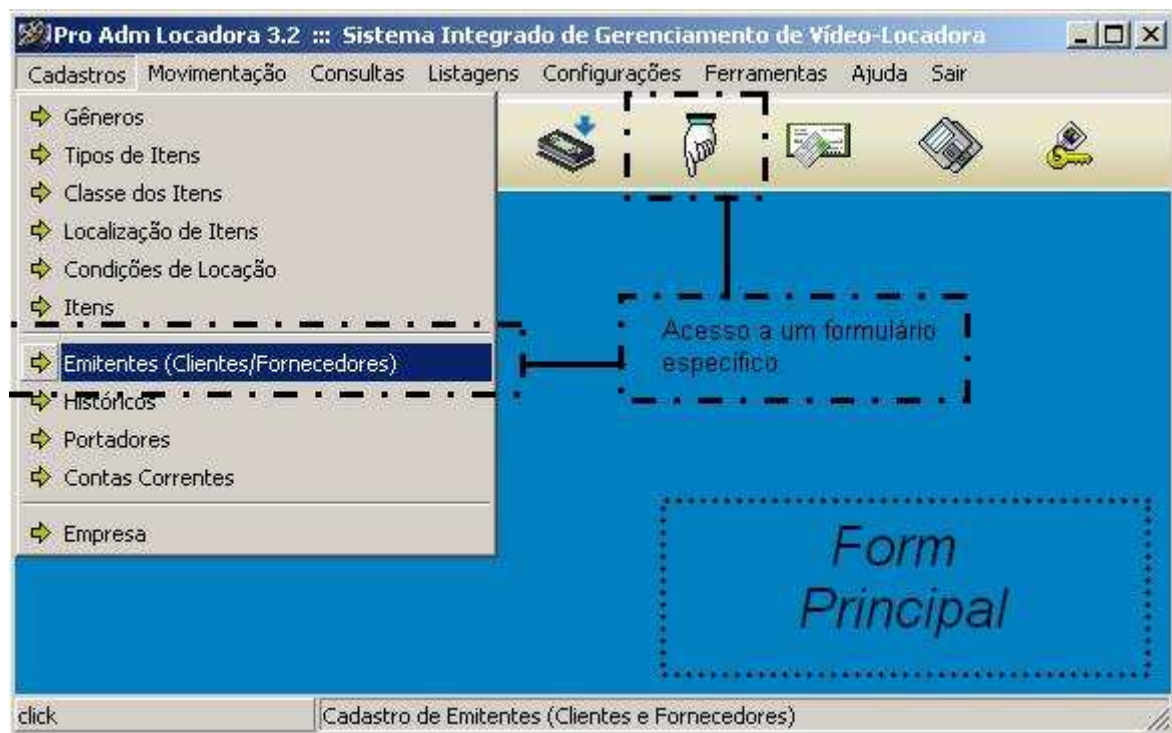 Pro Adm Locadora 3.2 ::: Sistema Integrado de Gerenciamento de Vídeo-Locadora
Cadastros Movimentação Consultas Listagens Configurações Ferramentas Ajuda Sair
Gêneros
Tipos de Itens
Classe dos Itens
Localização de Itens
Condições de Locação
Itens
Emitentes (Clientes/Fornecedores)
Históricos
Portadores
Contas Correntes
Empresa
Acesso a um formulário
especifico.
Form
Principal
click
Cadastro de Emitentes (Clientes e Fornecedores)